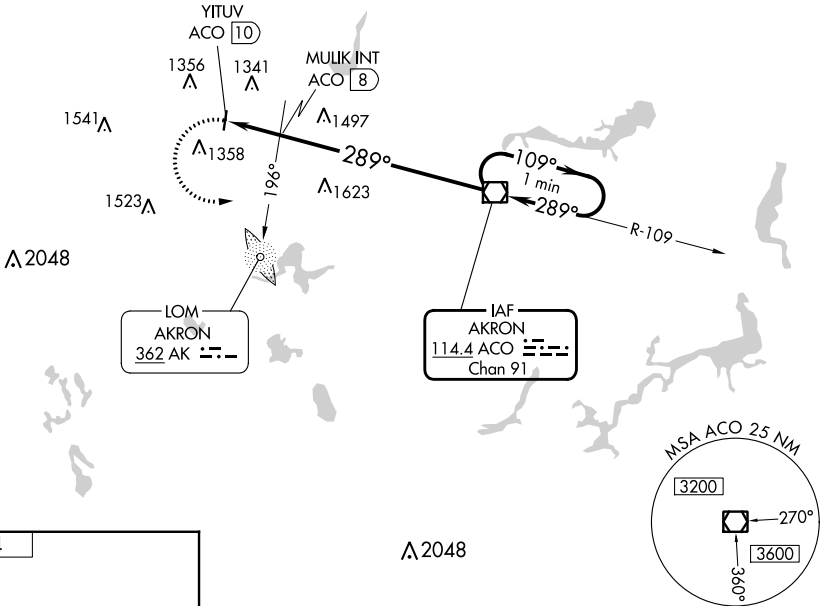 YITUV
ACO 10
MULIK INT
ACO 8
1356
1341
1541
1497
1358
289°
109°
1 min
289°
1623
196°
1523
R-109
2048
LOM
AKRON
362 AK
IAF
AKRON
114.4 ACO
Chan 91
MSA ACO 25 NM
3200
270°
3600
360°
2048